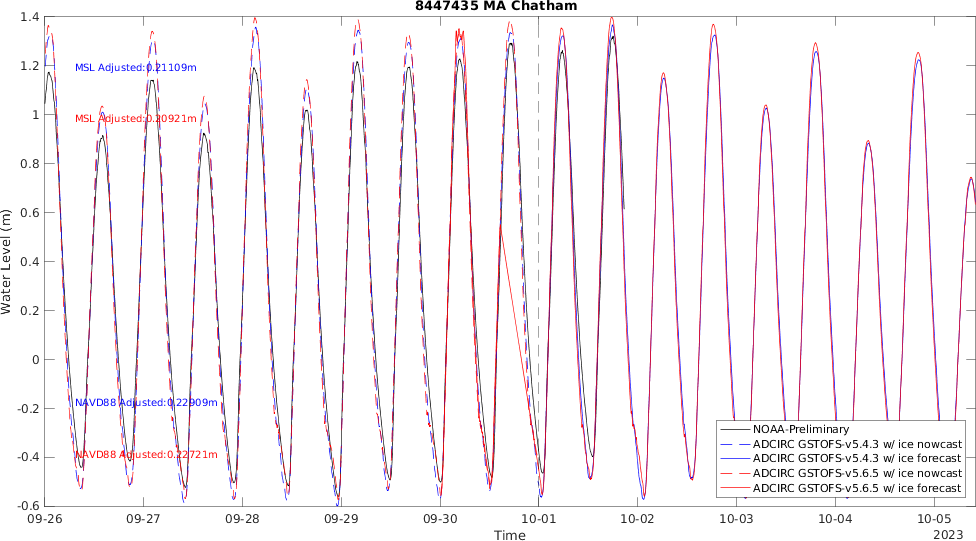 8447435 MA Chatham
1.4
1.2
1
0.8
0.6
0.4
0.2
0
-0.2
-0.4
-0.6
Water Level (m)
MSL Adjusted:0.21109m
MSL Adjusted:0.20921m
NAVD88 Adjusted:0.22909m
NAVD88 Adjusted:0.22721m
NOAA-Preliminary
ADCIRC GSTOFS-v5.4.3 w/ ice nowcast
ADCIRC GSTOFS-v5.4.3 w/ ice forecast
ADCIRC GSTOFS-v5.6.5 w/ ice nowcast
ADCIRC GSTOFS-v5.6.5 w/ ice forecast
09-26 09-27 09-28 09-29 09-30 10-01 10-02 10-03 10-04 10-05
2023
Time